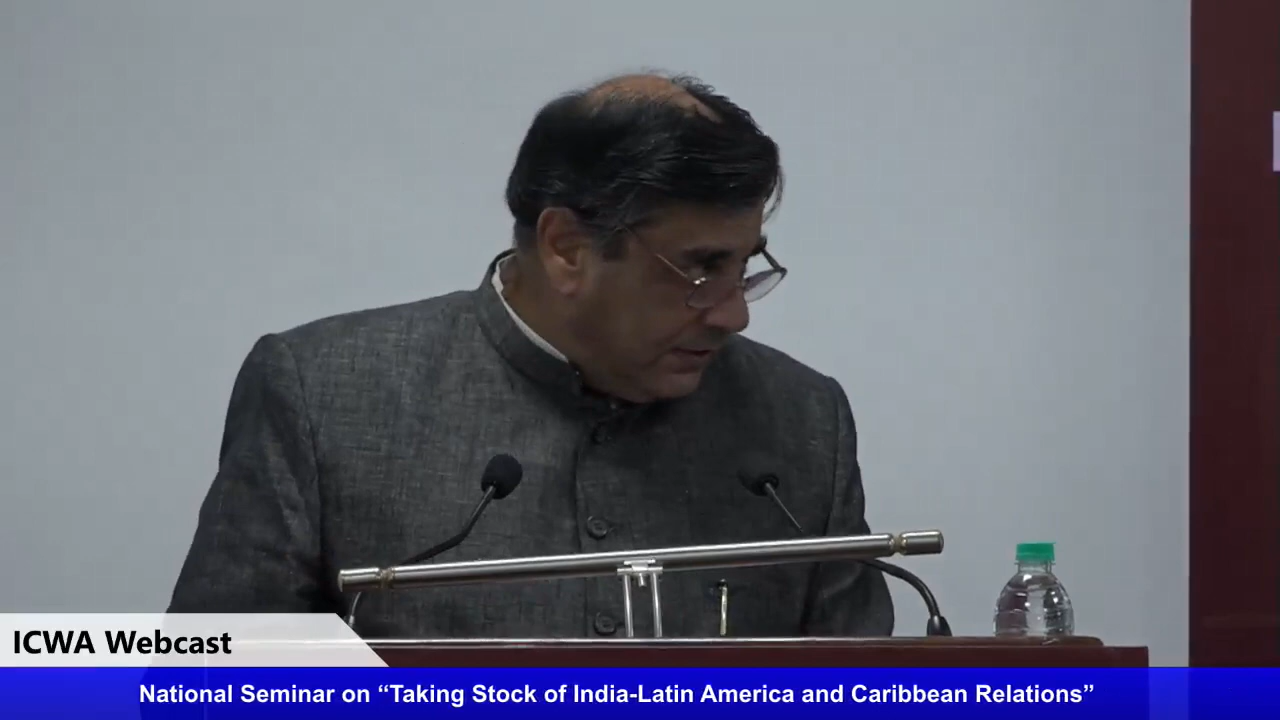 ICWA Webcast
National Seminar on “Taking Stock of India-Latin America and Caribbean Relations”